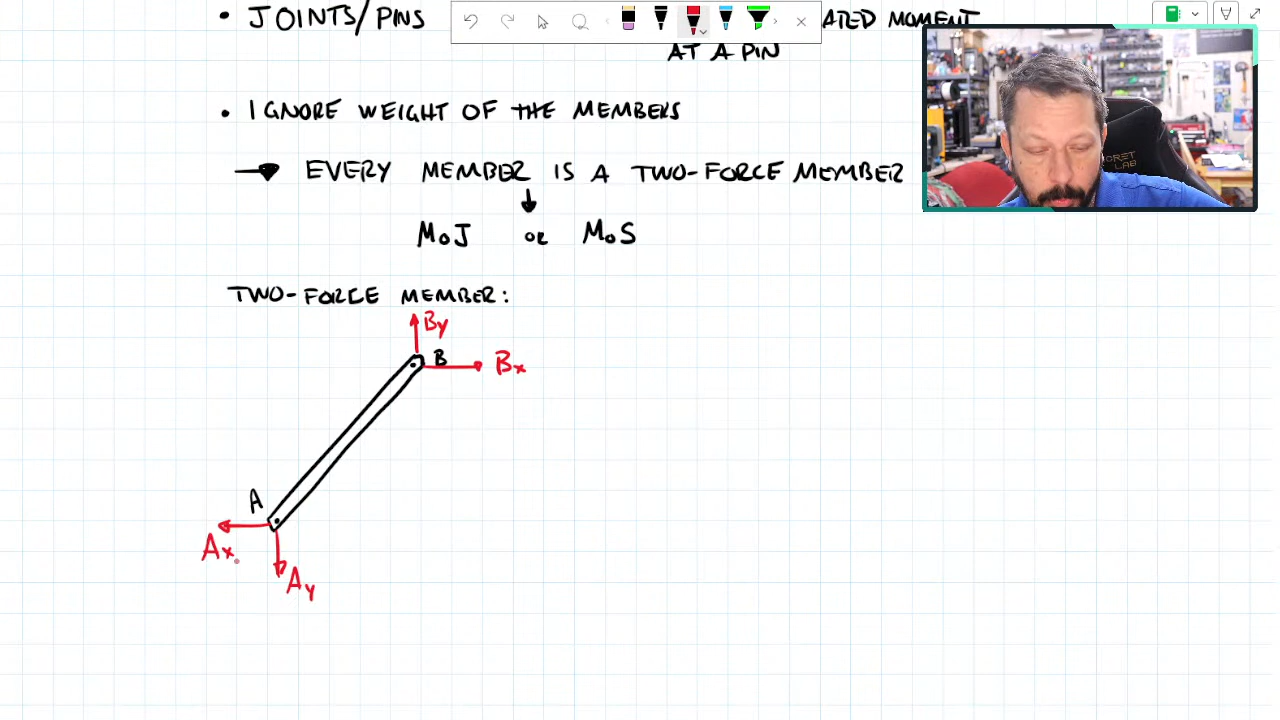 • JOINTS/PINS
ATED MOMENT
AT A PIN
• IGNORE WEIGHT OF THE MEMBERS
→ EVERY MEMBER IS A TWO-FORCE MEMBER
MoJ or MoS
TWO-FORCE MEMBER:
By
B
Bx
A
Ax
Ay